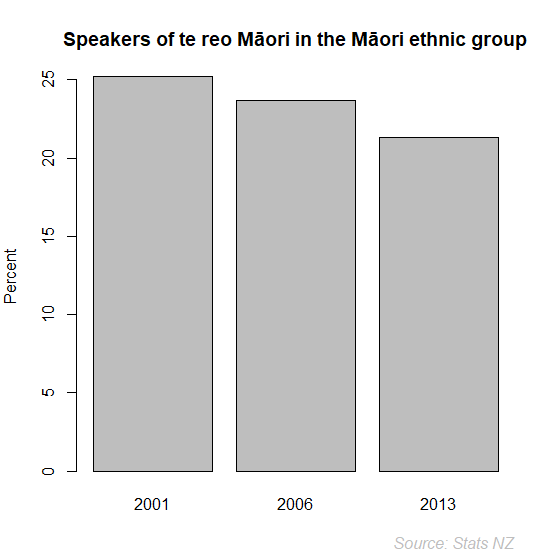 Speakers of te reo Māori in the Māori ethnic group
25
20
15
10
5
0
Percent
2001 2006 2013
Source: Stats NZ